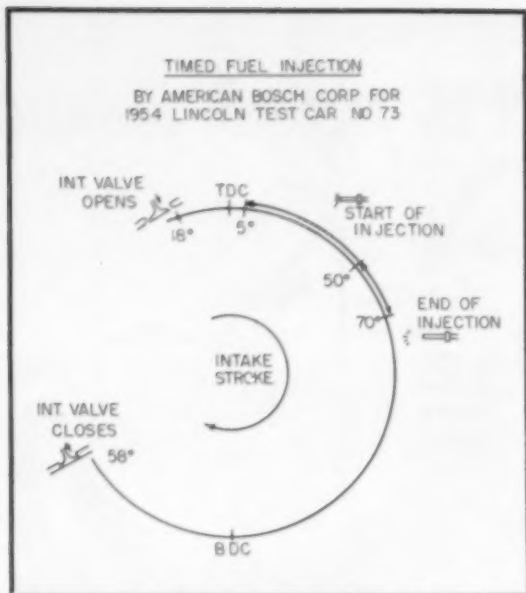 TIMED FUEL INJECTION
BY AMERICAN BOSCH CORP FOR
1954 LINCOLN TEST CAR NO 73
INT. VALVE
OPENS
TDC
18°
5°
START OF
INJECTION
50°
70°
END OF
INJECTION
INTAKE
STROKE
INT. VALVE
CLOSES
58°
BDC